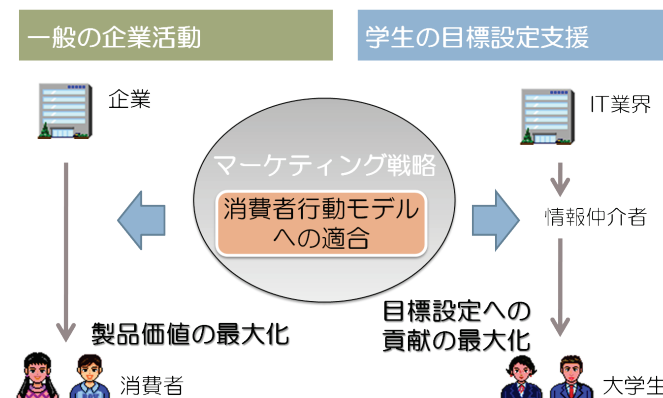 一般の企業活動
学生の目標設定支援
企業
IT業界
マーケティング戦略
消費者行動モデル
への適合
情報仲介者
製品価値の最大化
目標設定への
貢献の最大化
消費者
大学生